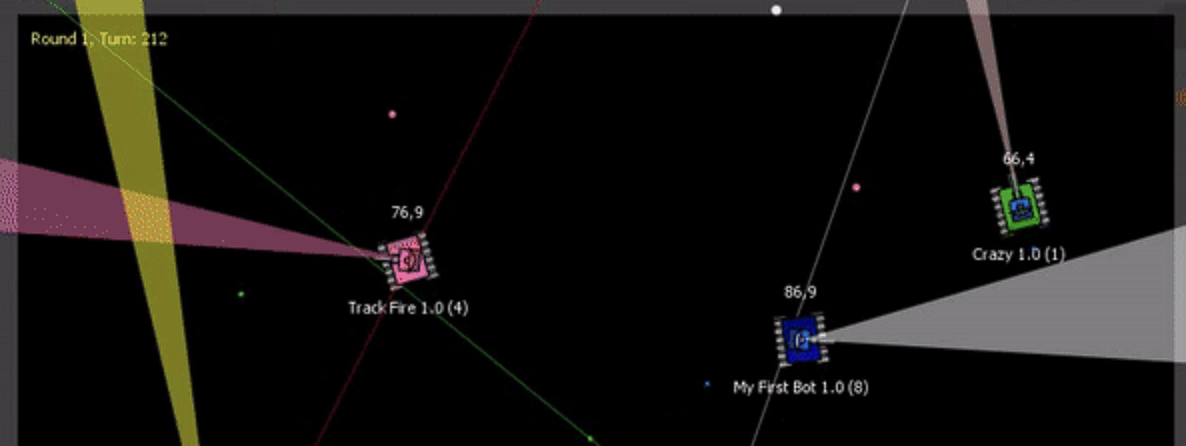 Round 1, Turn: 212
66,4
76,9
Crazy 1.0 (1)
86,9
Track Fire 1.0 (4)
My First Bot 1.0 (8)